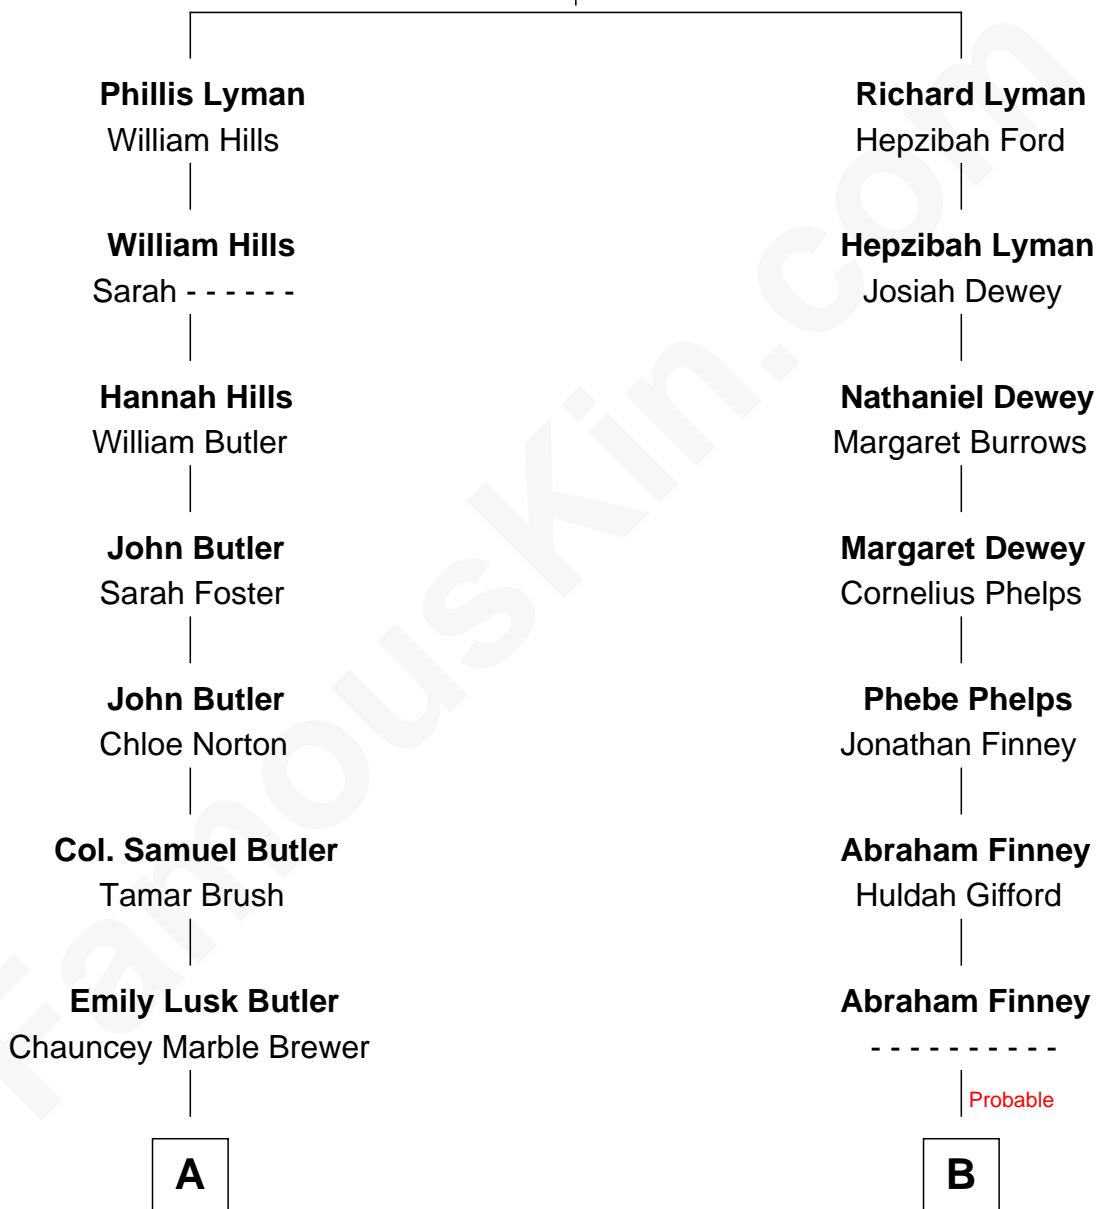 Phillis Lyman
William Hills
William Hills
Sarah - - - - - -
Hannah Hills
William Butler
John Butler
Sarah Foster
John Butler
Chloe Norton
Col. Samuel Butler
Tamar Brush
Emily Lusk Butler
Chauncey Marble Brewer
A
Richard Lyman
Hepzibah Ford
Hepzibah Lyman
Josiah Dewey
Nathaniel Dewey
Margaret Burrows
Margaret Dewey
Cornelius Phelps
Phebe Phelps
Jonathan Finney
Abraham Finney
Huldah Gifford
Abraham Finney
- - - - - - - - - -
Probable
B
FamousKin.com